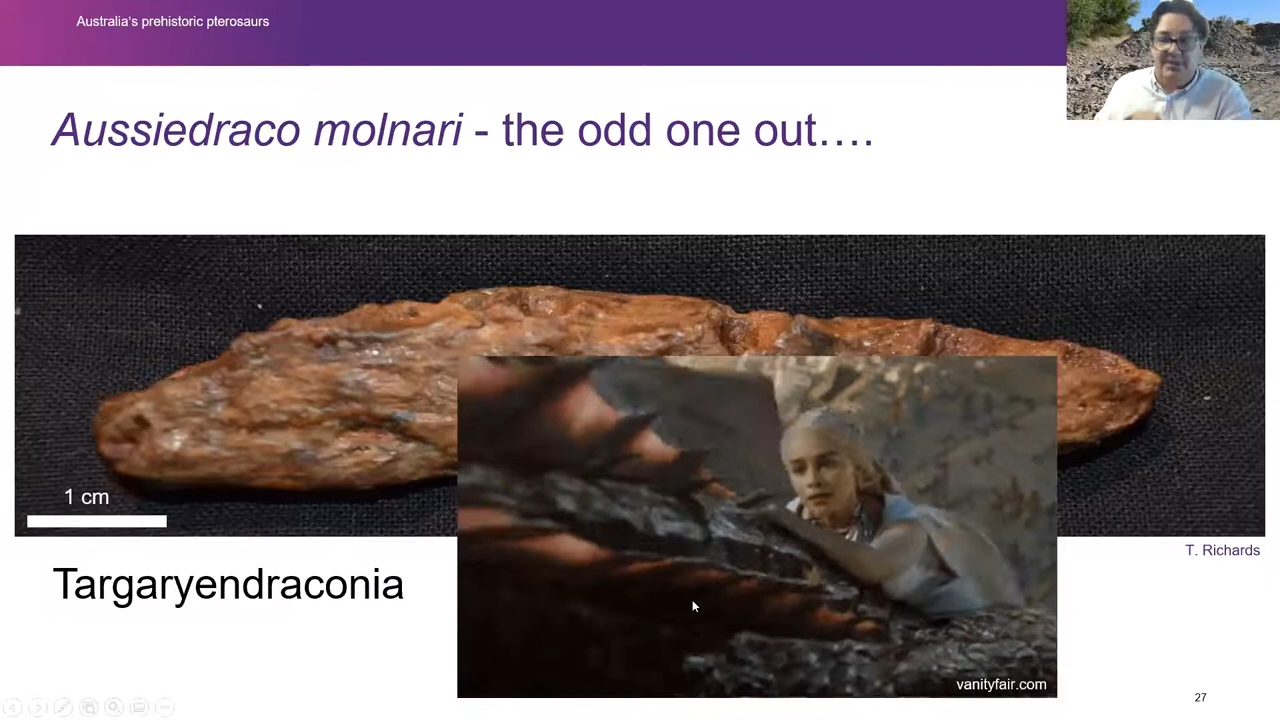 Australia's prehistoric pterosaurs
Aussiedraco molnari - the odd one out….
1 cm
T. Richards
Targaryendraconia
vanityfair.com
27